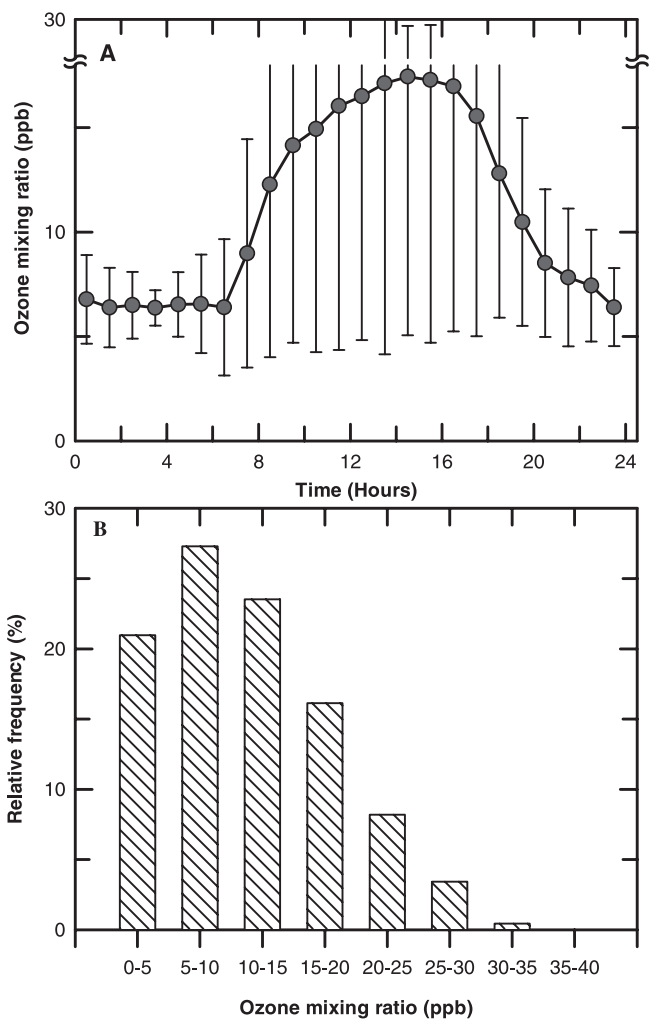 30
A
Ozone mixing ratio (ppb)
10
0
0 4 8 12 16 20 24
Time (Hours)
30
B
Relative frequency (%)
20
10
0
0-5 5-10 10-15 15-20 20-25 25-30 30-35 35-40
Ozone mixing ratio (ppb)